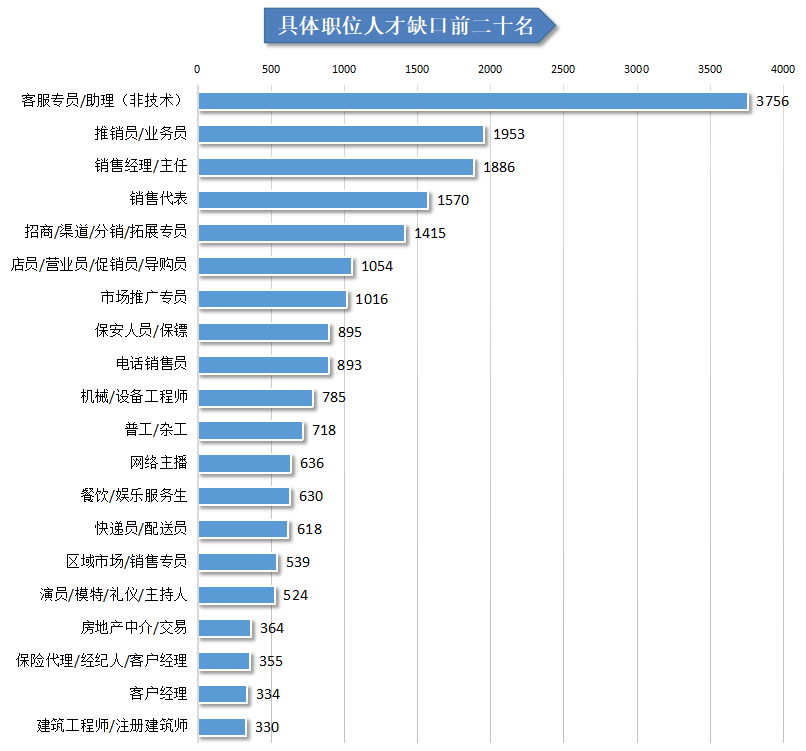 具体职位人才缺口前二十名
0 500 1000 1500 2000 2500 3000 3500 4000
客服专员/助理（非技术） 3756
推销员/业务员 1953
销售经理/主任 1886
销售代表 1570
招商/渠道/分销/拓展专员 1415
店员/营业员/促销员/导购员 1054
市场推广专员 1016
保安人员/保镖 895
电话销售员 893
机械/设备工程师 785
普工/杂工 718
网络主播 636
餐饮/娱乐服务生 630
快递员/配送员 618
区域市场/销售专员 539
演员/模特/礼仪/主持人 524
房地产中介/交易 364
保险代理/经纪人/客户经理 355
客户经理 334
建筑工程师/注册建筑师 330